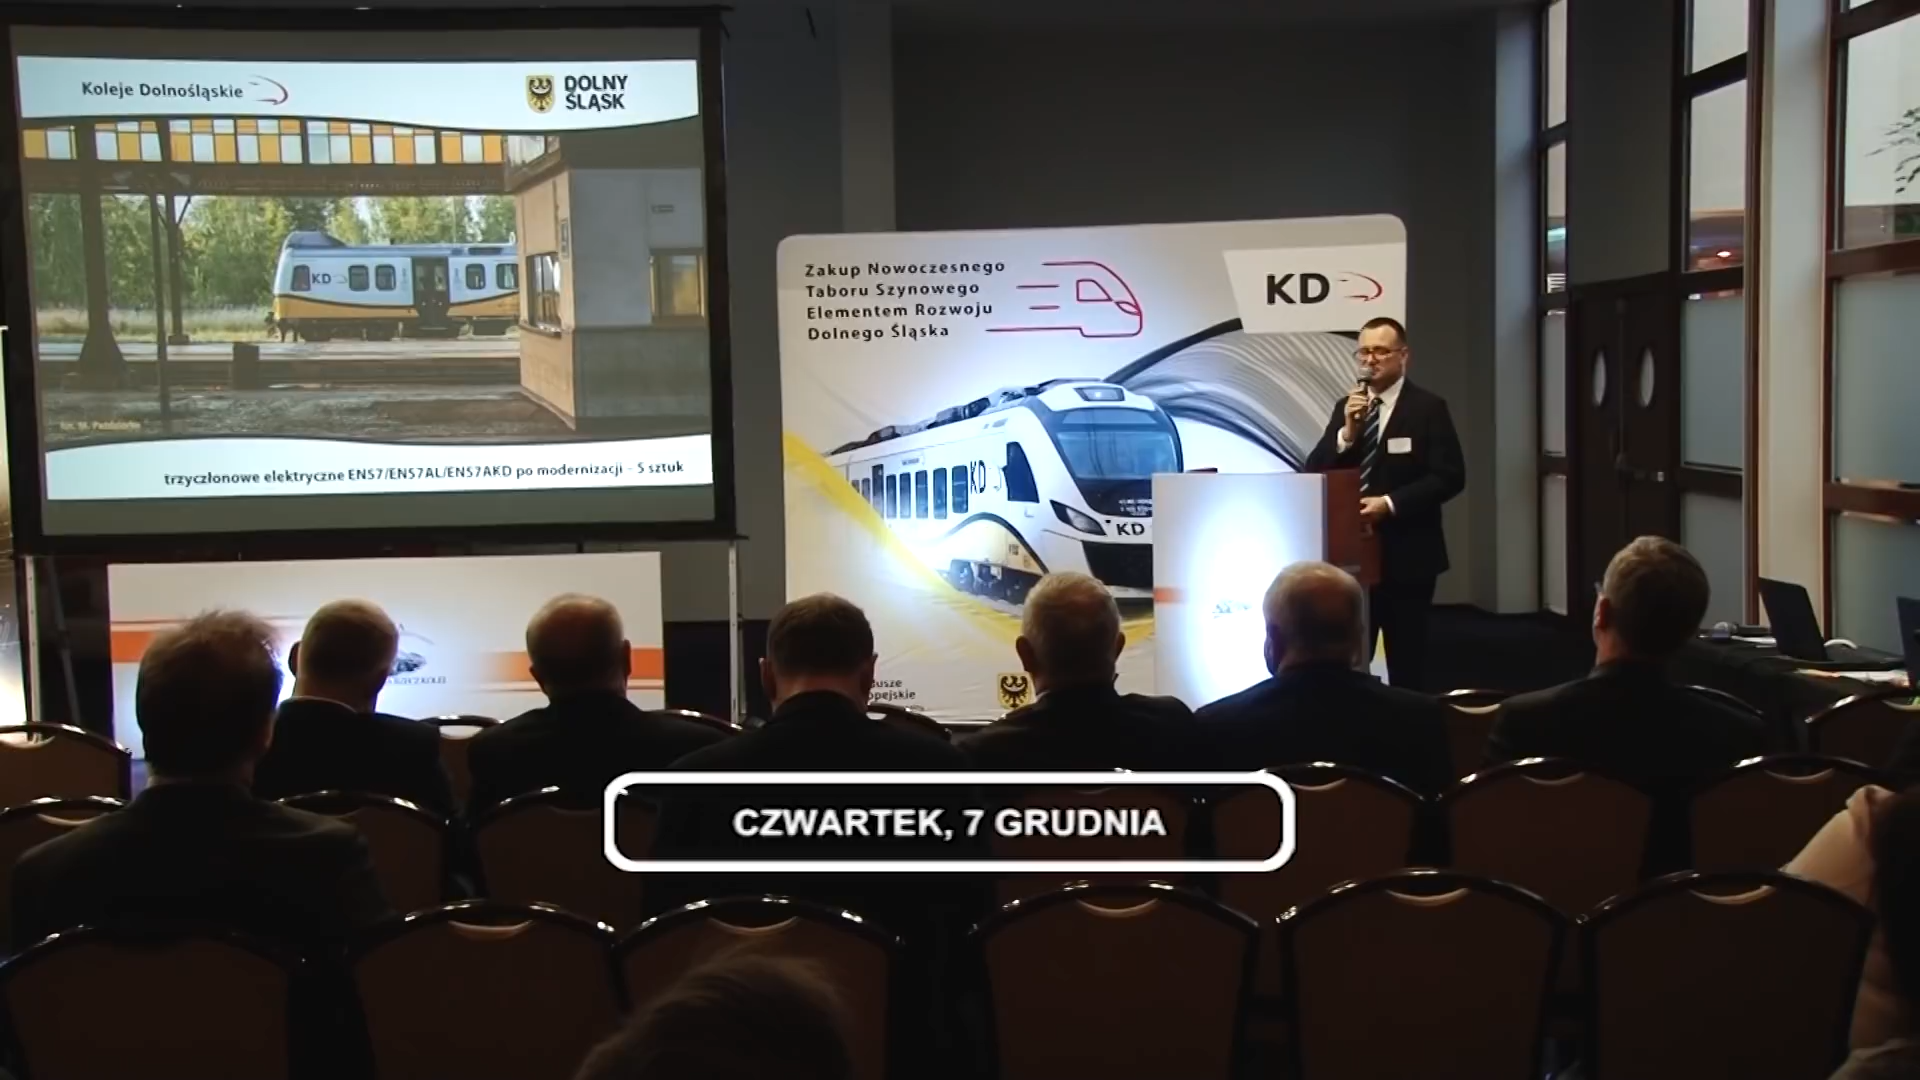 Koleje Dolnośląskie
DOLNY
ŚLĄSK
KD
trzyczłonowe elektryczne EN57/EN57AL/EN57AKD po modernizacji - 5 sztuk
Zakup Nowoczesnego
Taboru Szynowego
Elementem Rozwoju
Dolnego Śląska
KD
KD
KD
CZWARTEK, 7 GRUDNIA